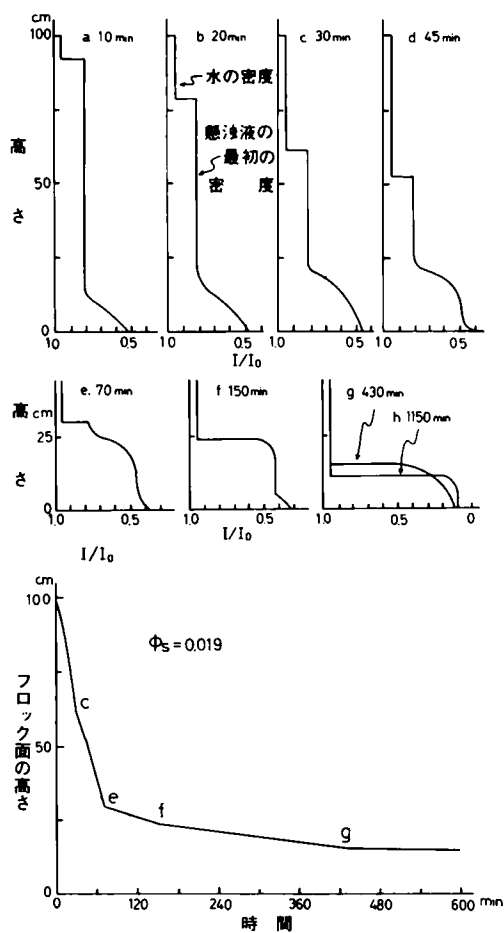 cm
100
50
0
高さ
a 10 min
b 20 min
c 30 min
d 45 min
水の密度
懸濁液の
最初の
密度
1.0 0.5
1.0 0.5
1.0 0.5
1.0 0.5
I/I₀
高さ
cm
25
0
e. 70 min
f 150 min
g 430 min
h 1150 min
1.0 0.5
1.0 0.5
1.0 0.5 0
I/I₀
I/I₀
cm
100
50
0
フロック面の高さ
φs = 0.019
c
e
f
g
0 120 240 360 480 600 min
時間